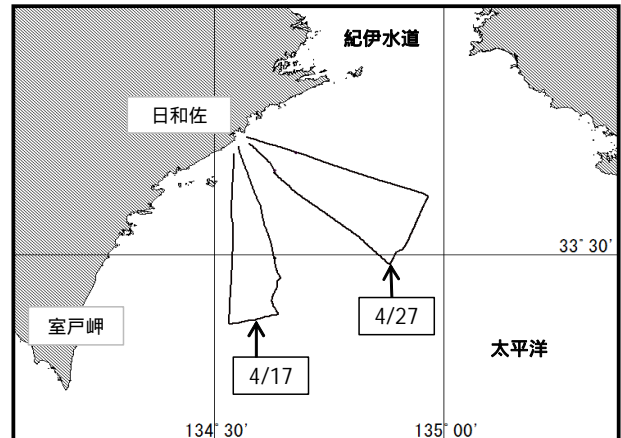 紀伊水道
日和佐
33ﾟ 30'
4/27
室戸岬
太平洋
4/17
134ﾟ 30'
135ﾟ 00'